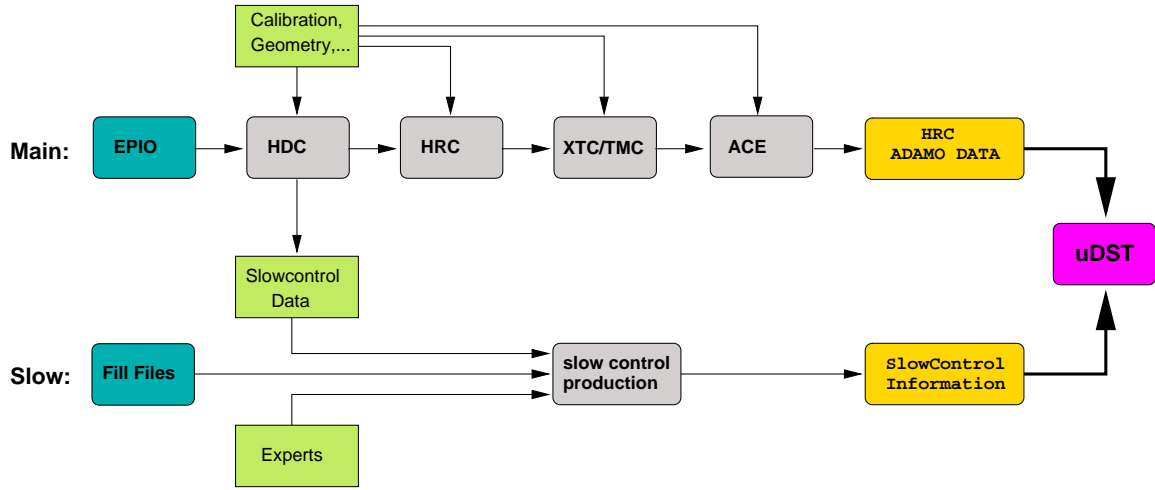 Calibration,
Geometry,...
Main:
EPIO
HDC
HRC
XTC/TMC
ACE
HRC
ADAMO DATA
uDST
Slowcontrol
Data
Slow:
Fill Files
slow control
production
SlowControl
Information
Experts